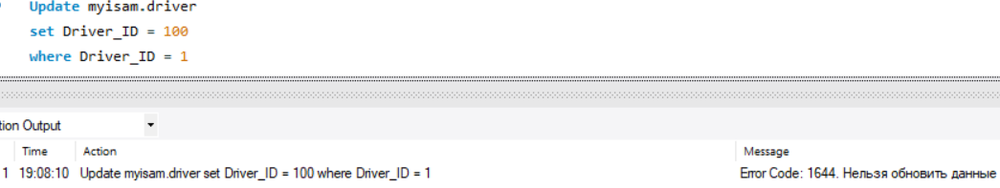 Update myisam.driver
set Driver_ID = 100
where Driver_ID = 1
tion Output
Time Action Message
1 19:08:10 Update myisam.driver set Driver_ID = 100 where Driver_ID = 1 Error Code: 1644. Нельзя обновить данные